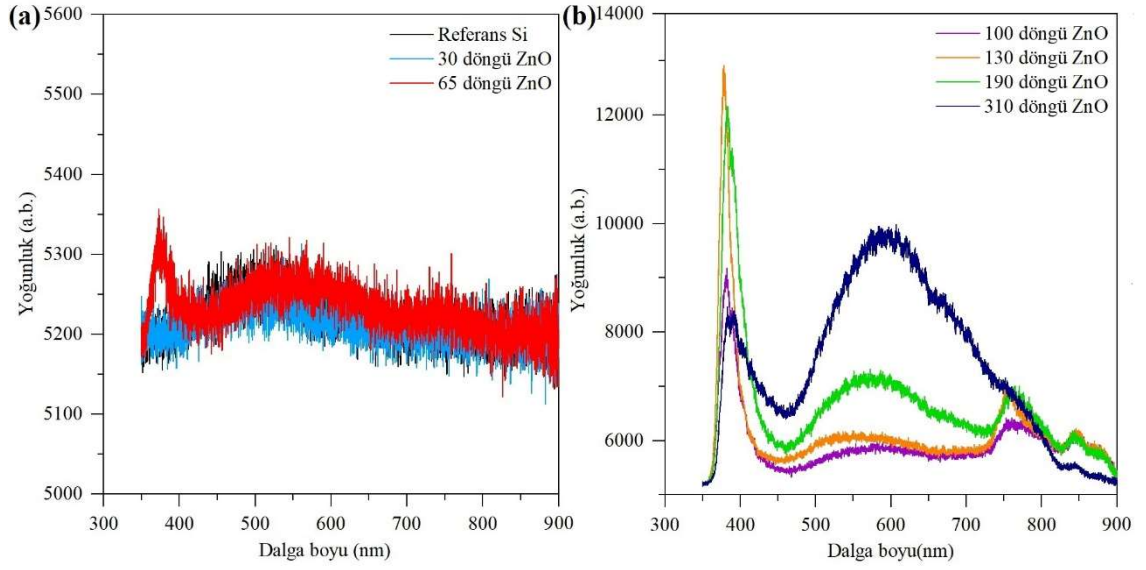 (a)
5600
5500
5400
5300
5200
5100
5000
Yoğunluk (a.b.)
Referans Si
30 döngü ZnO
65 döngü ZnO
300 400 500 600 700 800 900
Dalga boyu (nm)
(b)
14000
12000
10000
8000
6000
Yoğunluk (a.b.)
100 döngü ZnO
130 döngü ZnO
190 döngü ZnO
310 döngü ZnO
300 400 500 600 700 800 900
Dalga boyu(nm)